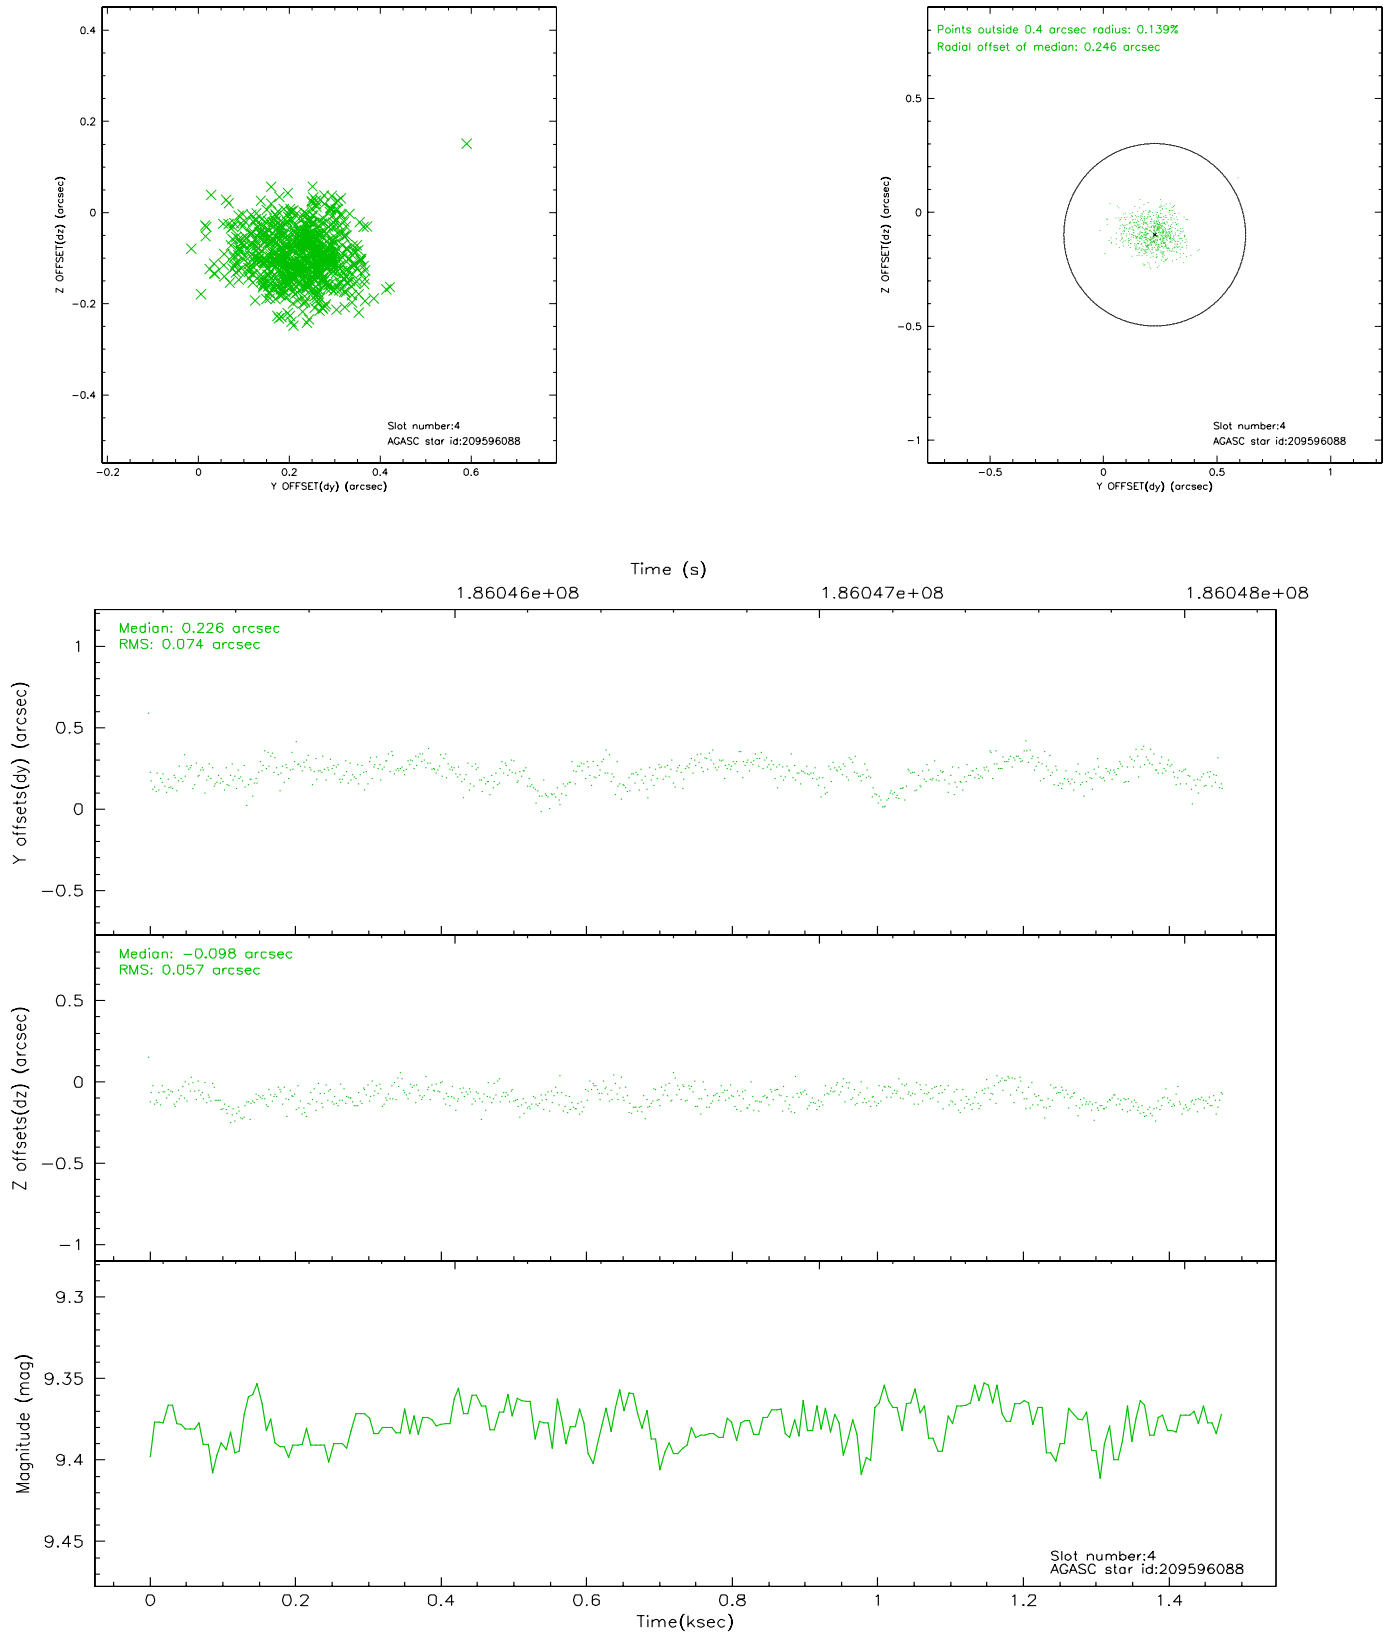 0.4
0.2
0
−0.2
−0.4
Z OFFSET(dz) (arcsec)
Slot number:4
AGASC star id:209596088
−0.2 0 0.2 0.4 0.6
Y OFFSET(dy) (arcsec)
Points outside 0.4 arcsec radius: 0.139%
Radial offset of median: 0.246 arcsec
0.5
0
−0.5
−1
Z OFFSET(dz) (arcsec)
Slot number:4
AGASC star id:209596088
−0.5 0 0.5 1
Y OFFSET(dy) (arcsec)
Time (s)
1.86046e+08 1.86047e+08 1.86048e+08
Median: 0.226 arcsec
RMS: 0.074 arcsec
1
0.5
0
−0.5
Y offsets(dy) (arcsec)
Median: −0.098 arcsec
RMS: 0.057 arcsec
0.5
0
−0.5
−1
Z offsets(dz) (arcsec)
9.3
9.35
9.4
9.45
Magnitude (mag)
Slot number:4
AGASC star id:209596088
0 0.2 0.4 0.6 0.8 1 1.2 1.4
Time(ksec)